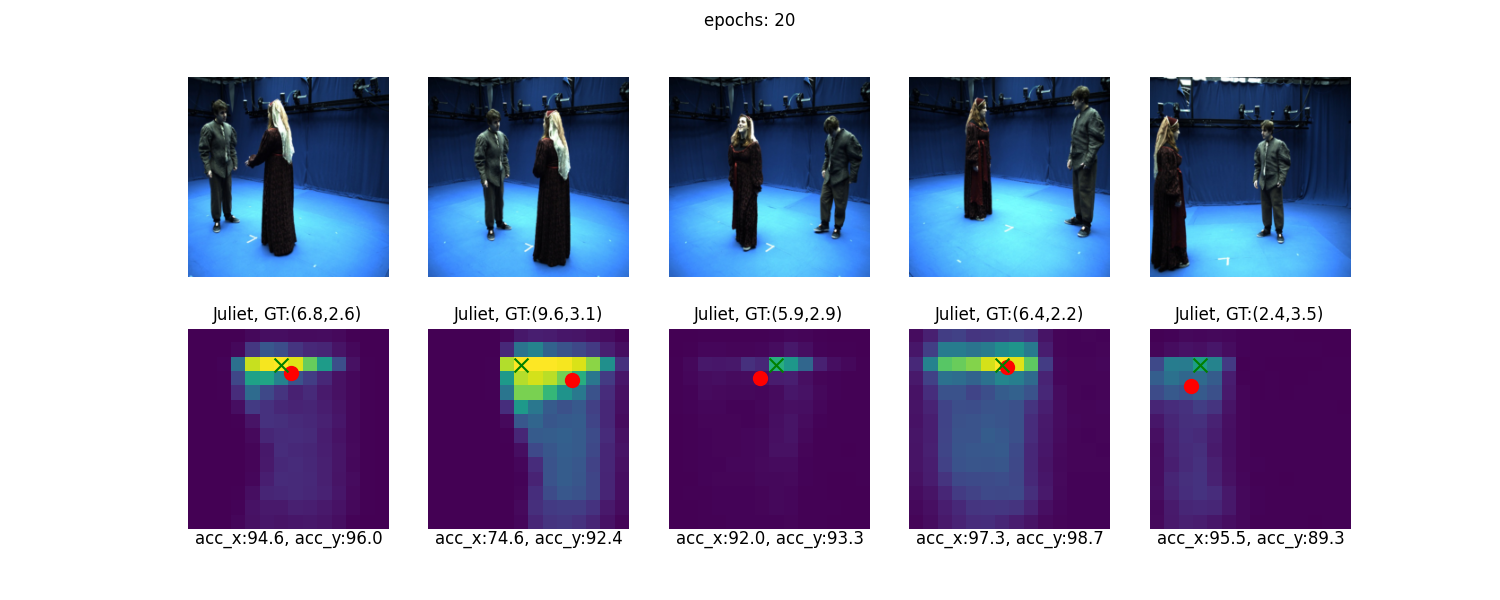 epochs: 20
Juliet, GT:(6.8,2.6)
Juliet, GT:(9.6,3.1)
Juliet, GT:(5.9,2.9)
Juliet, GT:(6.4,2.2)
Juliet, GT:(2.4,3.5)
acc_x:94.6, acc_y:96.0
acc_x:74.6, acc_y:92.4
acc_x:92.0, acc_y:93.3
acc_x:97.3, acc_y:98.7
acc_x:95.5, acc_y:89.3